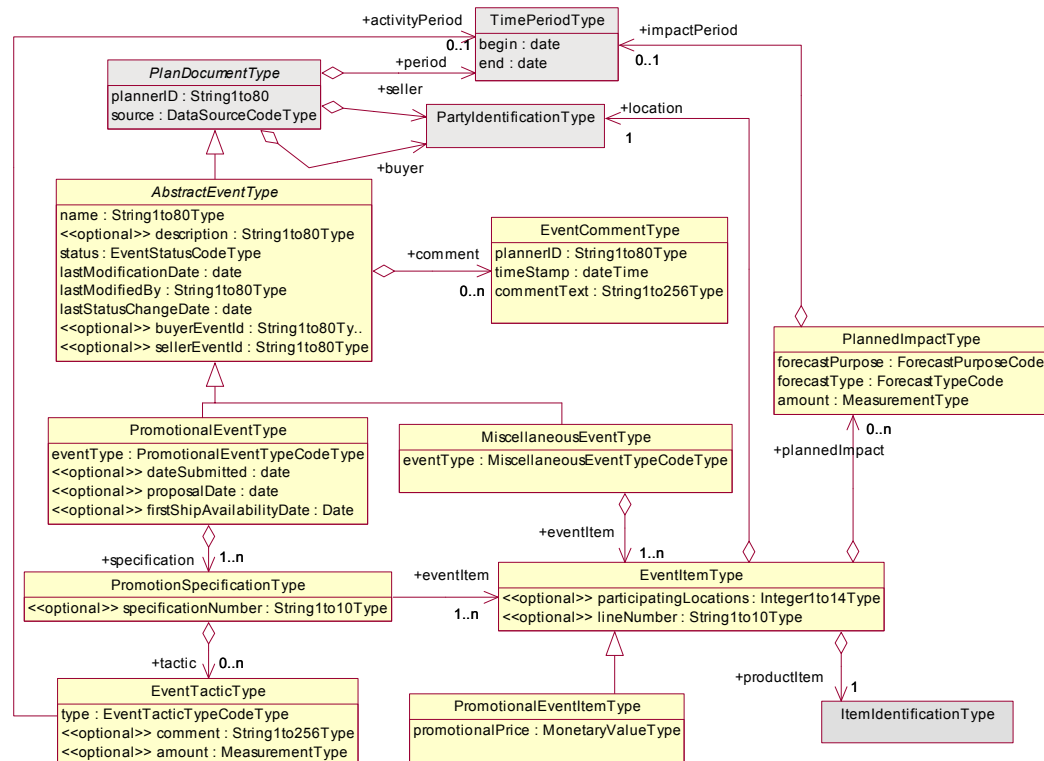 +activityPeriod
TimePeriodType
+impactPeriod
0..1
begin : date
end : date
0..1
PlanDocumentType
+period
plannerID : String1to80
source : DataSourceCodeType
+seller
PartyIdentificationType
+location
1
+buyer
AbstractEventType
name : String1to80Type
<<optional>> description : String1to80Type
status : EventStatusCodeType
lastModificationDate : date
lastModifiedBy : String1to80Type
lastStatusChangeDate : date
<<optional>> buyerEventId : String1to80Ty..
<<optional>> sellerEventId : String1to80Type
+comment
0..n
EventCommentType
plannerID : String1to80Type
timeStamp : dateTime
commentText : String1to256Type
PlannedImpactType
forecastPurpose : ForecastPurposeCode
forecastType : ForecastTypeCode
amount : MeasurementType
0..n
+plannedImpact
PromotionalEventType
eventType : PromotionalEventTypeCodeType
<<optional>> dateSubmitted : date
<<optional>> proposalDate : date
<<optional>> firstShipAvailabilityDate : Date
MiscellaneousEventType
eventType : MiscellaneousEventTypeCodeType
+eventItem
1..n
+specification
1..n
PromotionSpecificationType
<<optional>> specificationNumber : String1to10Type
+eventItem
1..n
EventItemType
<<optional>> participatingLocations : Integer1to14Type
<<optional>> lineNumber : String1to10Type
+tactic
0..n
EventTacticType
type : EventTacticTypeCodeType
<<optional>> comment : String1to256Type
<<optional>> amount : MeasurementType
PromotionalEventItemType
promotionalPrice : MonetaryValueType
+productItem
1
ItemIdentificationType